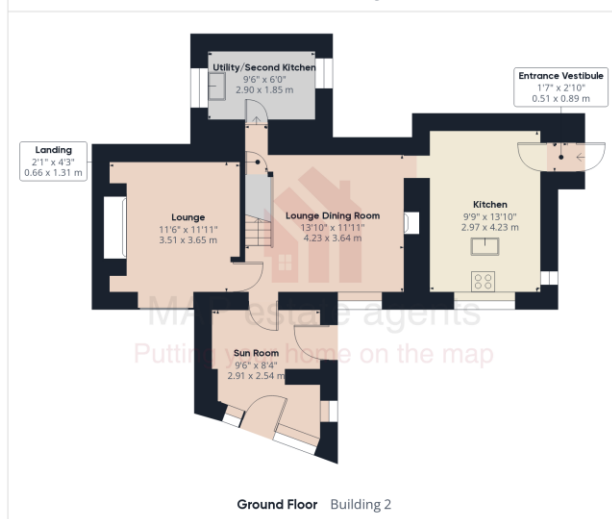 Utility/Second Kitchen
9'6" x 6'0"
2.90 x 1.85 m
Entrance Vestibule
1'7" x 2'10"
0.51 x 0.89 m
Landing
2'1" x 4'3"
0.66 x 1.31 m
Lounge
11'6" x 11'11"
3.51 x 3.65 m
Lounge Dining Room
13'10" x 11'11"
4.23 x 3.64 m
Kitchen
9'9" x 13'10"
2.97 x 4.23 m
MAP estate agents
Putting your home on the map
Sun Room
9'6" x 8'4"
2.91 x 2.54 m
Ground Floor Building 2